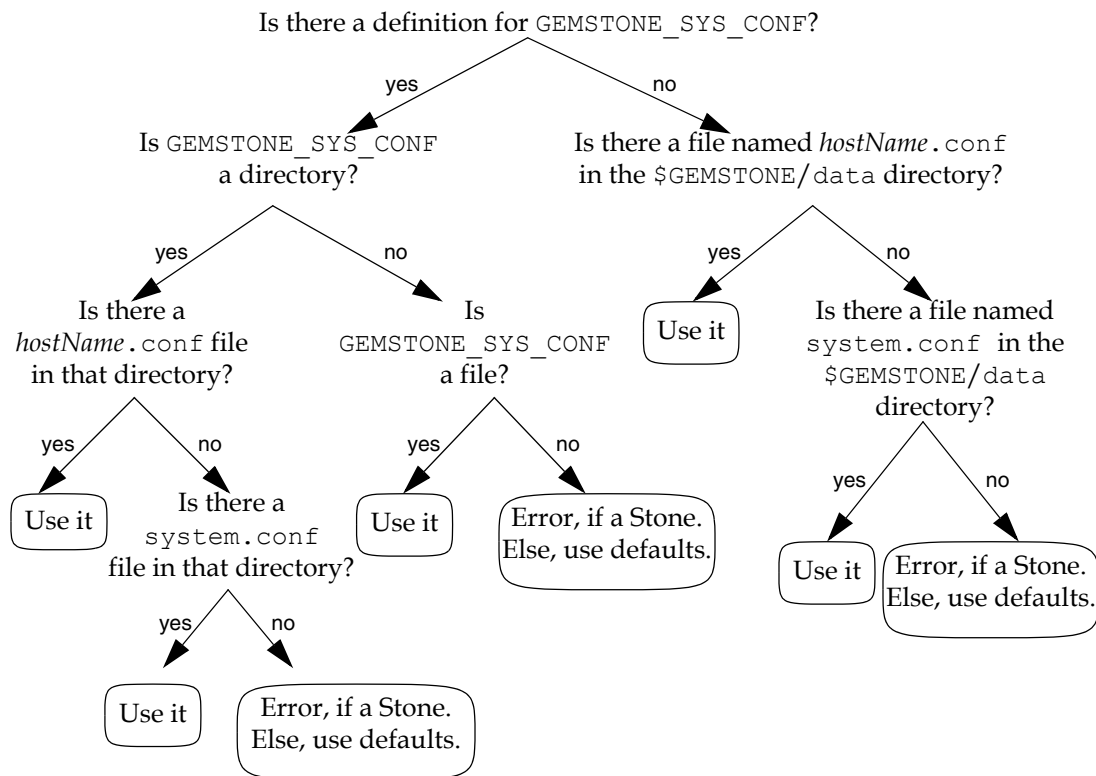 Is there a definition for GEMSTONE_SYS_CONF?
yes
no
Is GEMSTONE_SYS_CONF
a directory?
Is there a file named hostName.conf
in the $GEMSTONE/data directory?
yes
no
yes
no
Is there a
hostName.conf file
in that directory?
Is
GEMSTONE_SYS_CONF
a file?
Use it
Is there a file named
system.conf in the
$GEMSTONE/data
directory?
yes
no
yes
no
yes
no
Use it
Is there a
system.conf
file in that directory?
Use it
Error, if a Stone.
Else, use defaults.
Use it
Error, if a Stone.
Else, use defaults.
yes
no
Use it
Error, if a Stone.
Else, use defaults.